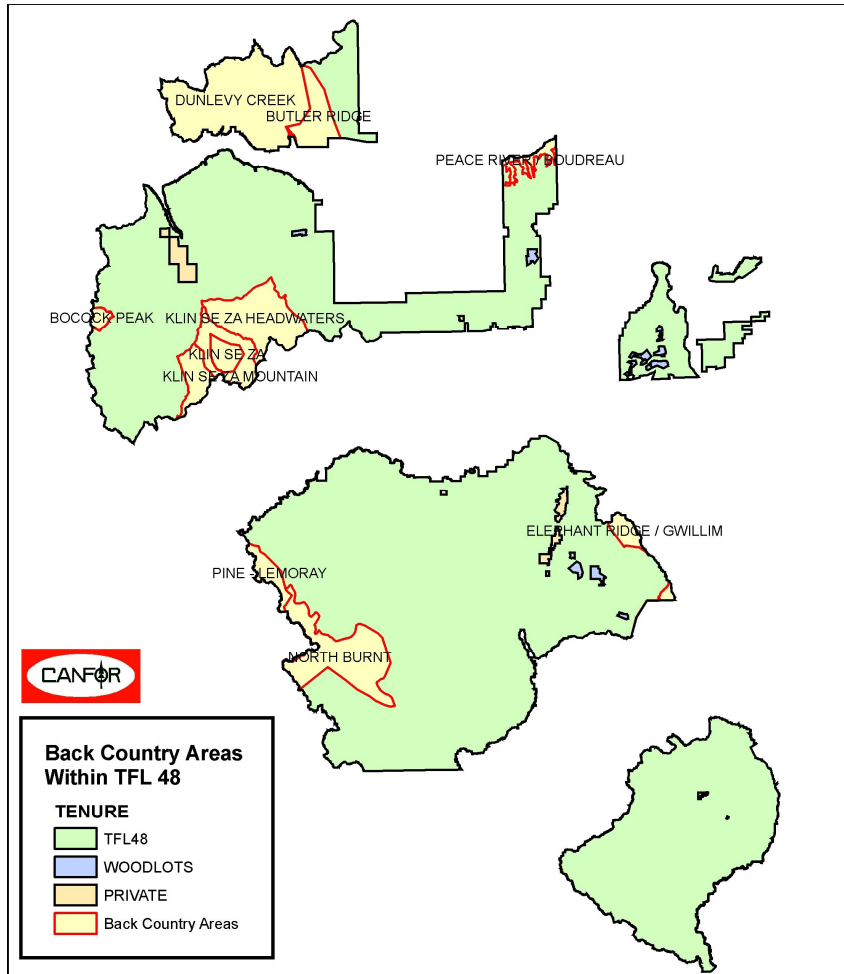 DUNLEVY CREEK
BUTLER RIDGE
PEACE RIVER / BOUDREAU
BOCOCK PEAK
KLIN SE ZA HEADWATERS
KLIN SE ZA
KLIN SE ZA MOUNTAIN
ELEPHANT RIDGE / GWILLIM
PINE - LEMORAY
NORTH BURNT
CANFOR
Back Country Areas
Within TFL 48
TENURE
TFL48
WOODLOTS
PRIVATE
Back Country Areas